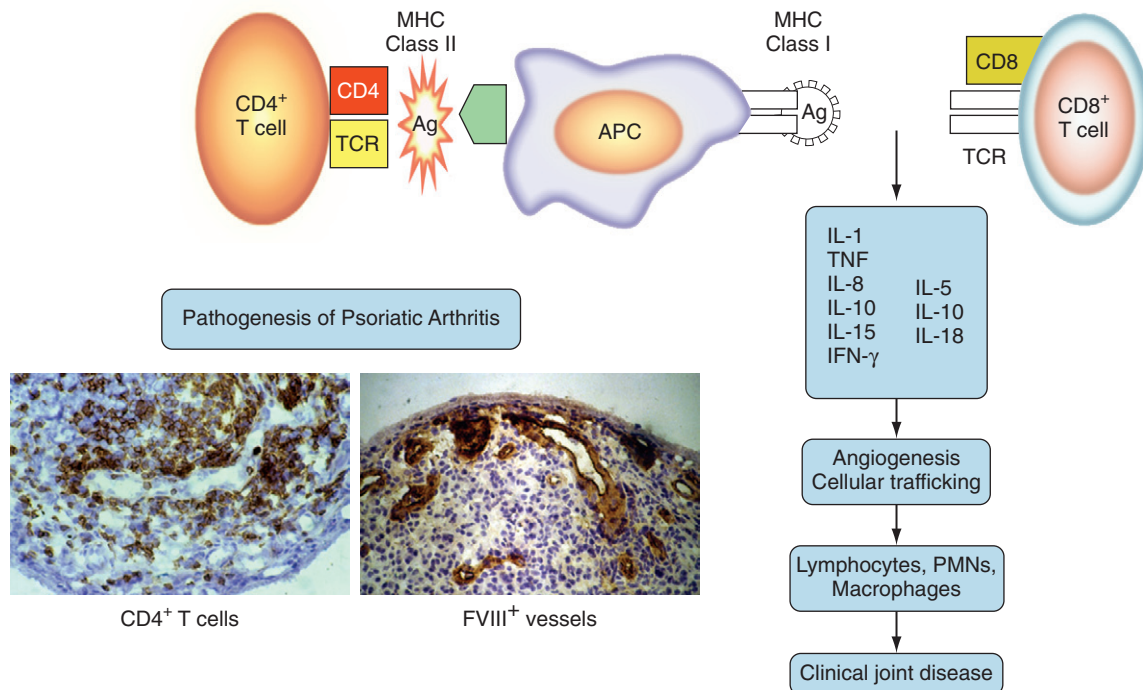 MHC
Class II
MHC
Class I
CD4⁺
T cell
CD4
TCR
Ag
APC
Ag
CD8
TCR
CD8⁺
T cell
IL-1
TNF
IL-8
IL-10
IL-15
IFN-γ
IL-5
IL-10
IL-18
Pathogenesis of Psoriatic Arthritis
CD4⁺ T cells
FVIII⁺ vessels
Angiogenesis
Cellular trafficking
Lymphocytes, PMNs,
Macrophages
Clinical joint disease